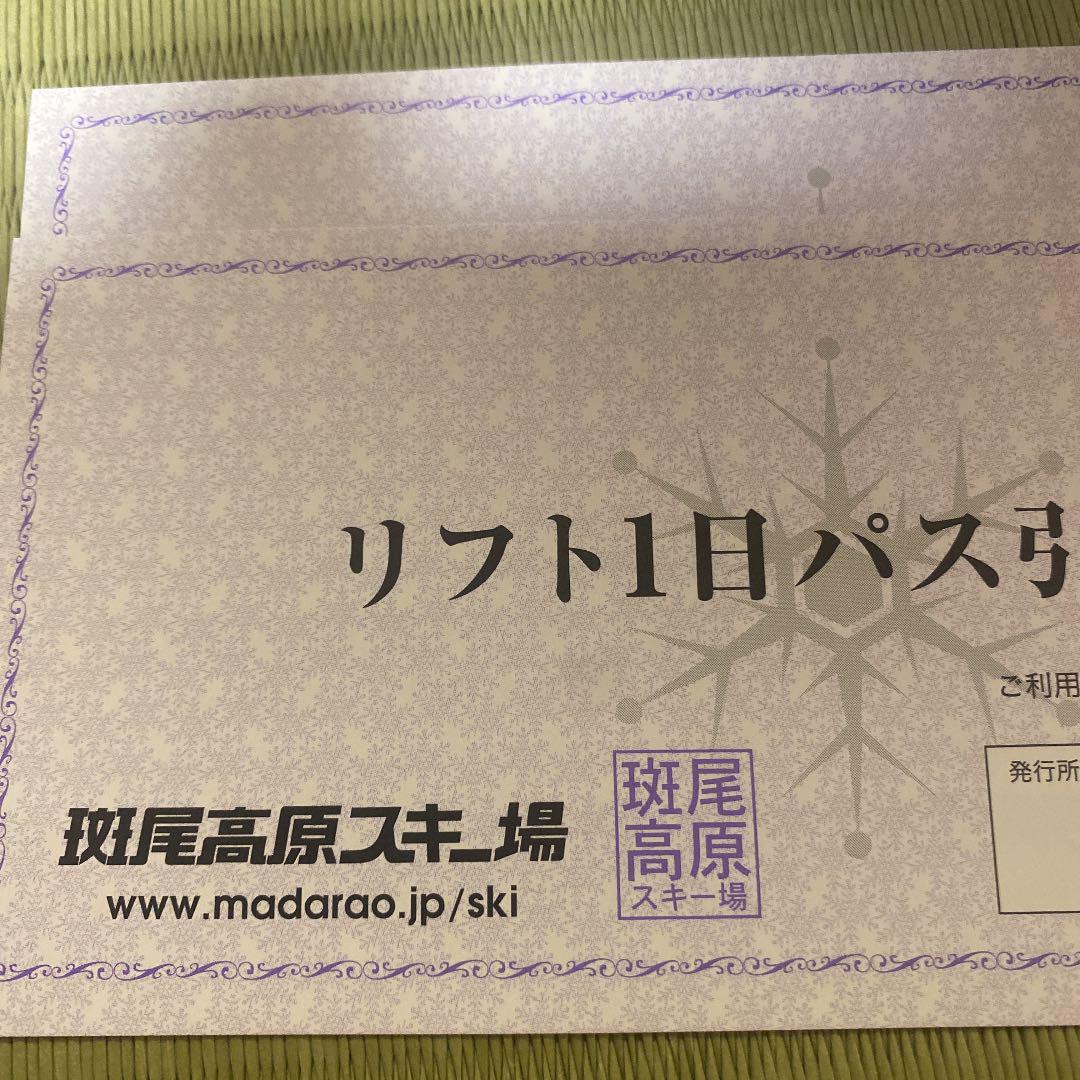 リフト1日パス引
ご利用
発行所
斑尾高原スキー場
www.madarao.jp/ski
斑尾
高原
スキー場